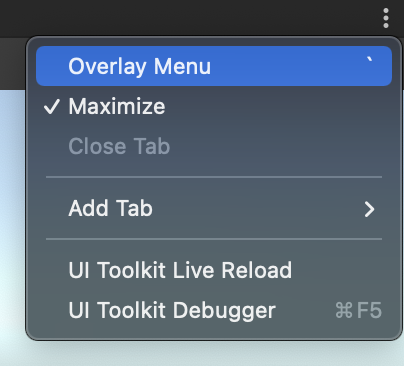 Overlay Menu `
✓ Maximize
Close Tab
Add Tab >
UI Toolkit Live Reload
UI Toolkit Debugger ⌘F5